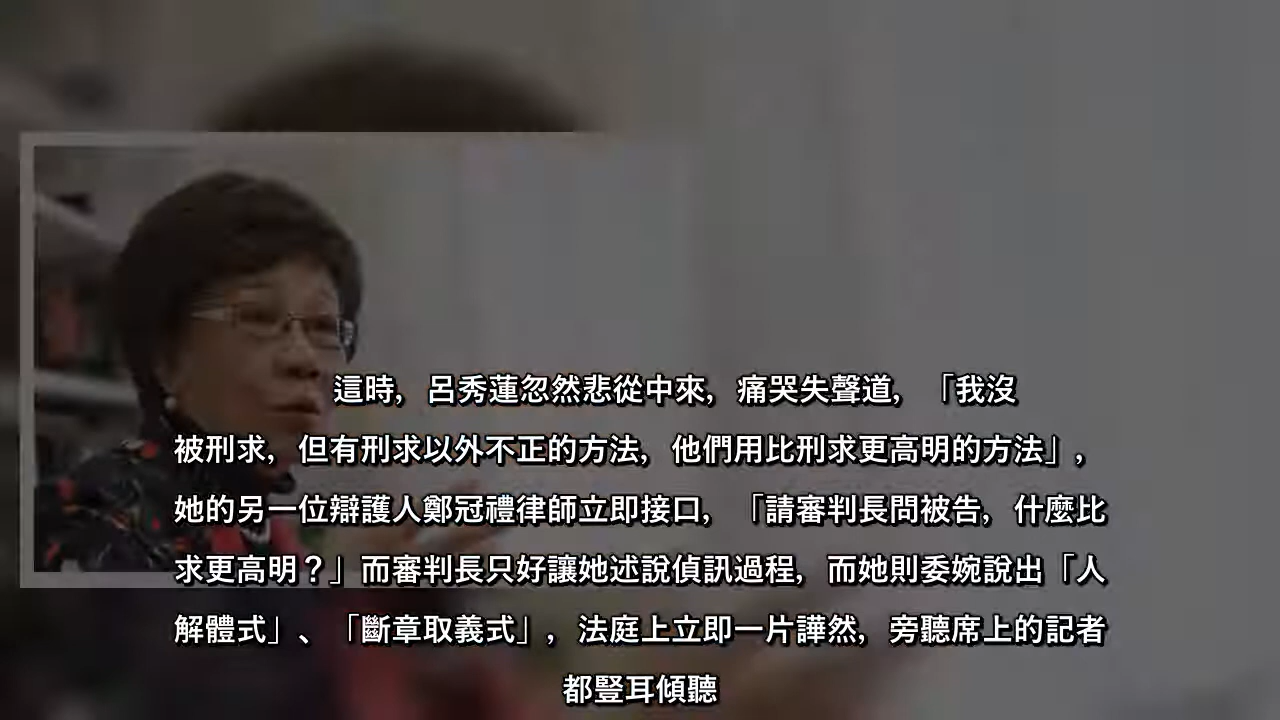 這時，呂秀蓮忽然悲從中來，痛哭失聲道，「我沒
被刑求，但有刑求以外不正的方法，他們用比刑求更高明的方法」，
她的另一位辯護人鄭冠禮律師立即接口，「請審判長問被告，什麼比
求更高明？」而審判長只好讓她述說偵訊過程，而她則委婉說出「人
解體式」、「斷章取義式」，法庭上立即一片譁然，旁聽席上的記者
都豎耳傾聽